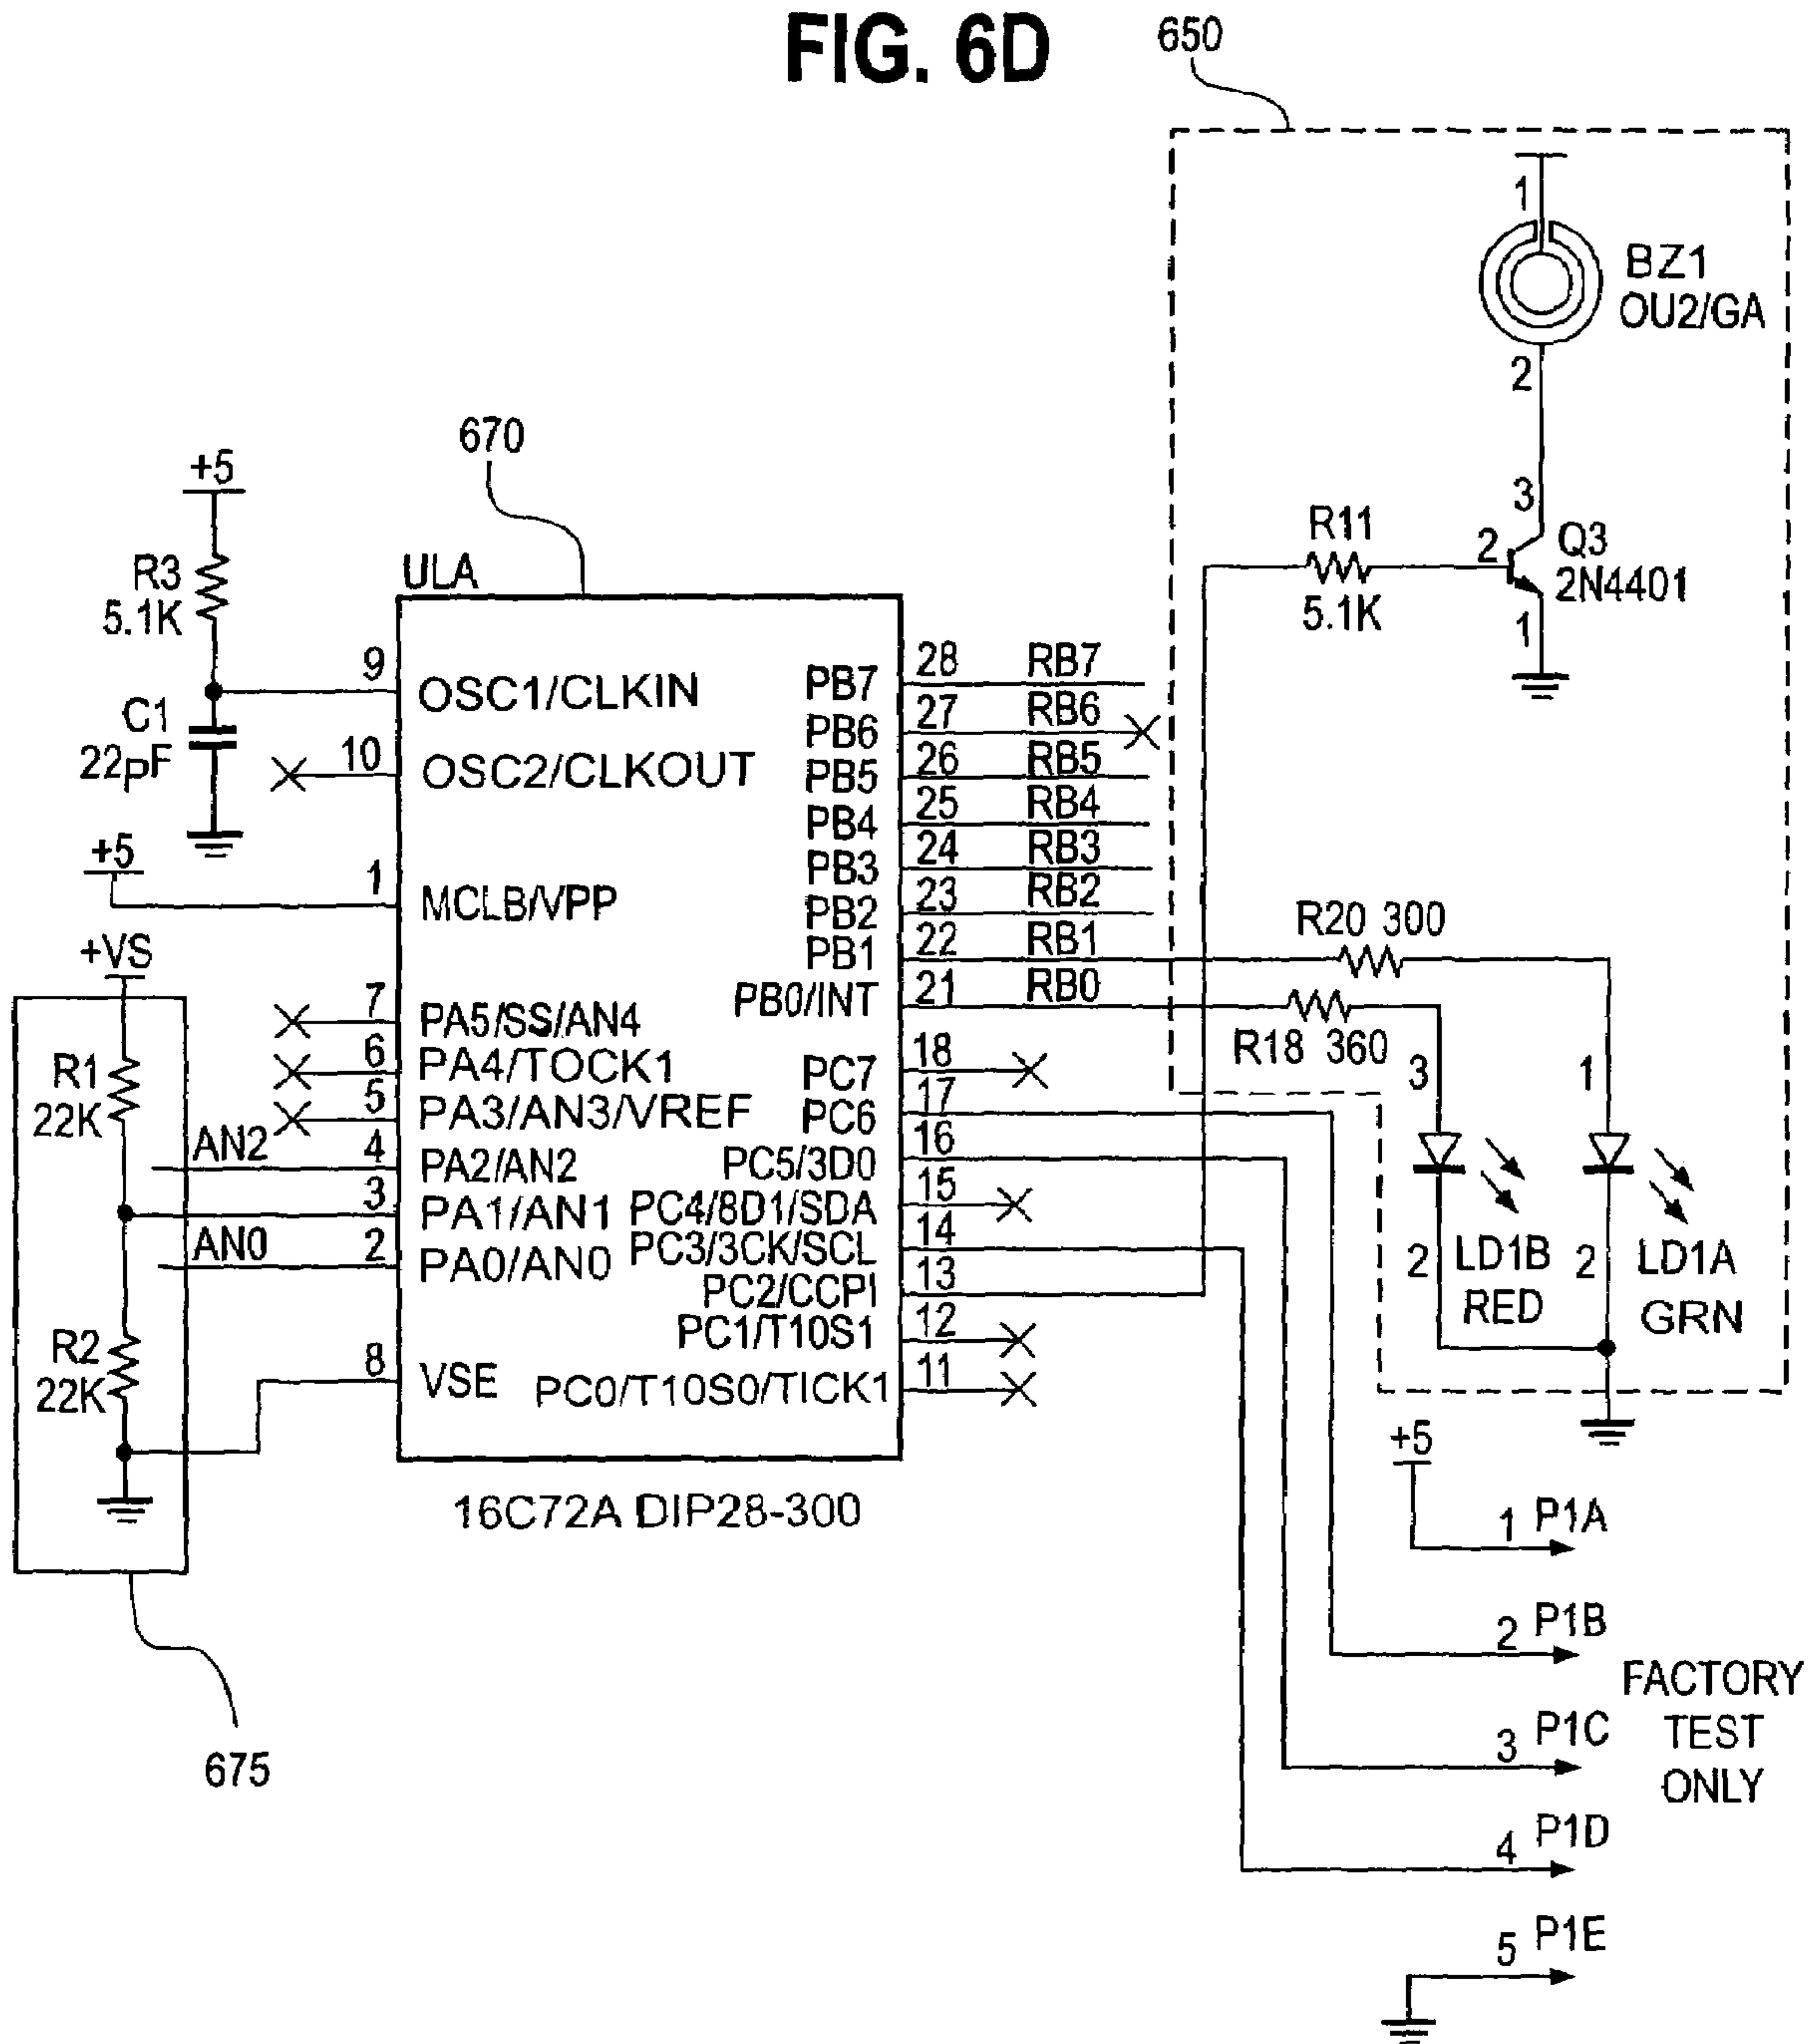 FIG. 6D
650
1
BZ1
OU2/GA
2
670
+5
3
R11
2
Q3
5.1K
2N4401
1
R3
5.1K
ULA
9
OSC1/CLKIN
PB7
28
RB7
C1
22pF
PB6
27
RB6
10
OSC2/CLKOUT
PB5
26
RB5
PB4
25
RB4
+5
1
MCLB/VPP
PB3
24
RB3
PB2
23
RB2
R20 300
+VS
PB1
22
RB1
7
PA5/SS/AN4
PB0/INT
21
RB0
R18 360
6
PA4/TOCK1
PC7
18
3
1
R1
22K
5
PA3/AN3/VREF
PC6
17
AN2
4
PA2/AN2
PC5/3D0
16
3
PA1/AN1
PC4/8D1/SDA
15
AN0
2
PA0/AN0
PC3/3CK/SCL
14
2
LD1B
RED
2
LD1A
GRN
PC2/CCPI
13
PC1/T10S1
12
R2
22K
8
VSE
PC0/T10S0/TICK1
11
16C72A DIP28-300
+5
1 P1A
2 P1B
FACTORY
TEST
ONLY
3 P1C
675
4 P1D
5 P1E